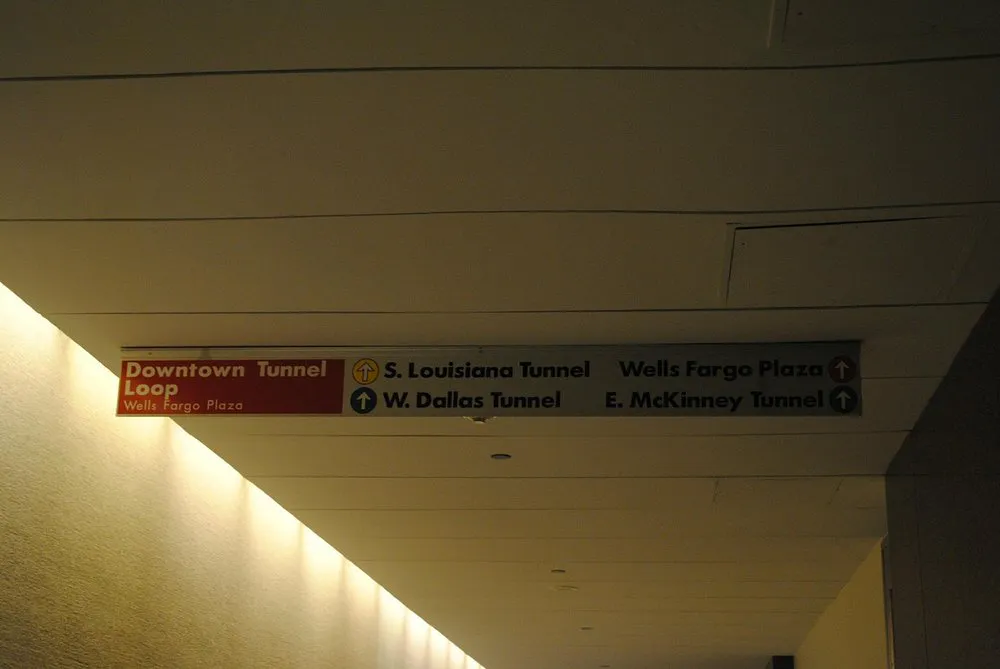 Downtown Tunnel
Loop
Wells Fargo Plaza
S. Louisiana Tunnel
W. Dallas Tunnel
Wells Fargo Plaza
E. McKinney Tunnel